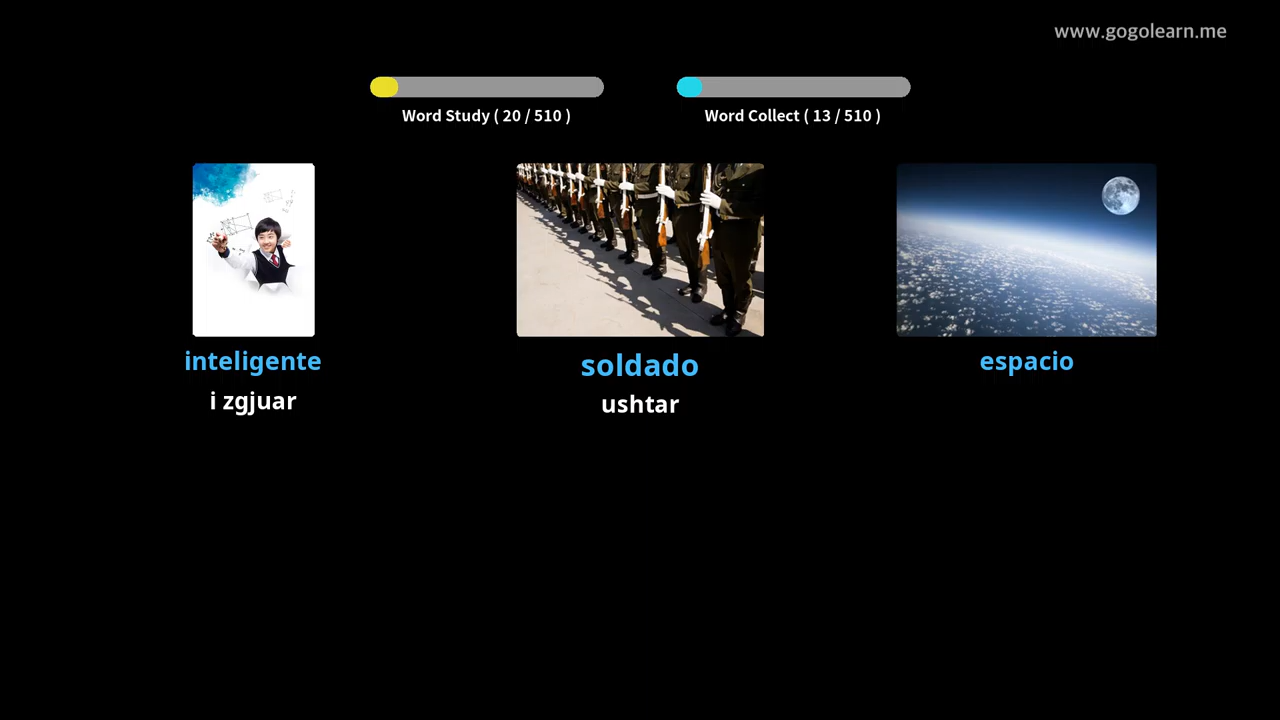 www.gogolearn.me
Word Study ( 20 / 510 )
Word Collect ( 13 / 510 )
inteligente
i zgjuar
soldado
ushtar
espacio